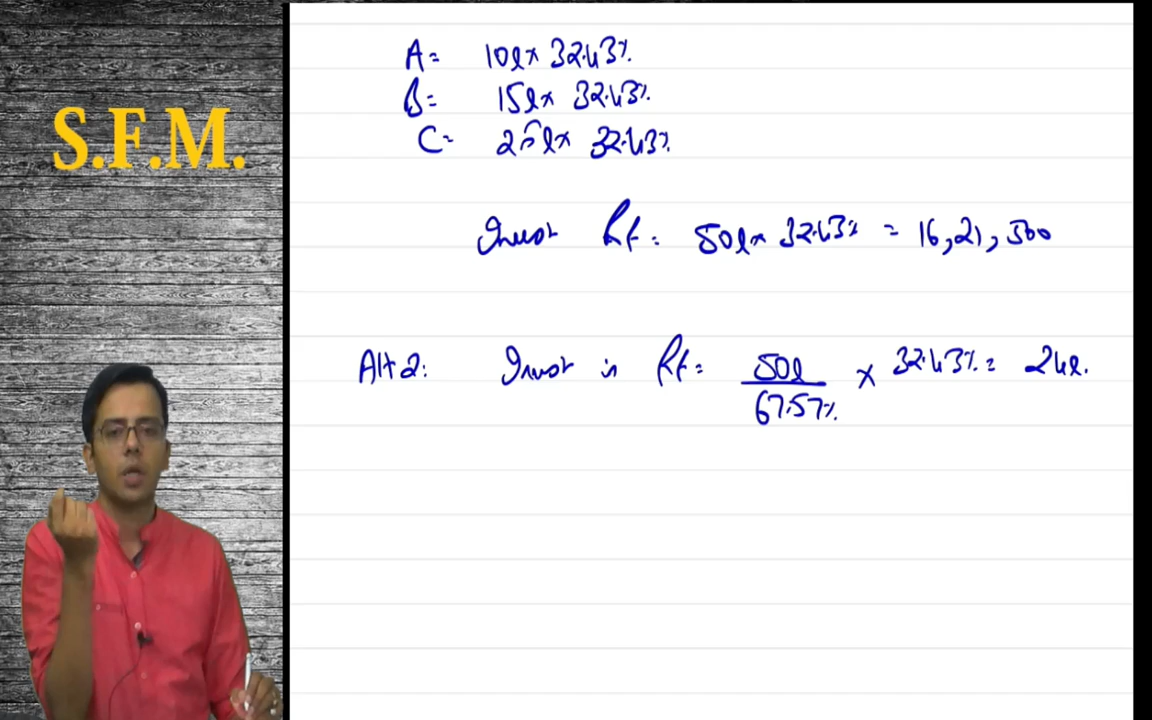 S.F.M.
A = 10l × 32.43%
B = 15l × 32.43%
C = 25l × 32.43%
Invest Rf = 50l × 32.43% = 16,21,500
Alt 2: Invest in Rf = 50l / 67.57% × 32.43% = 24l.